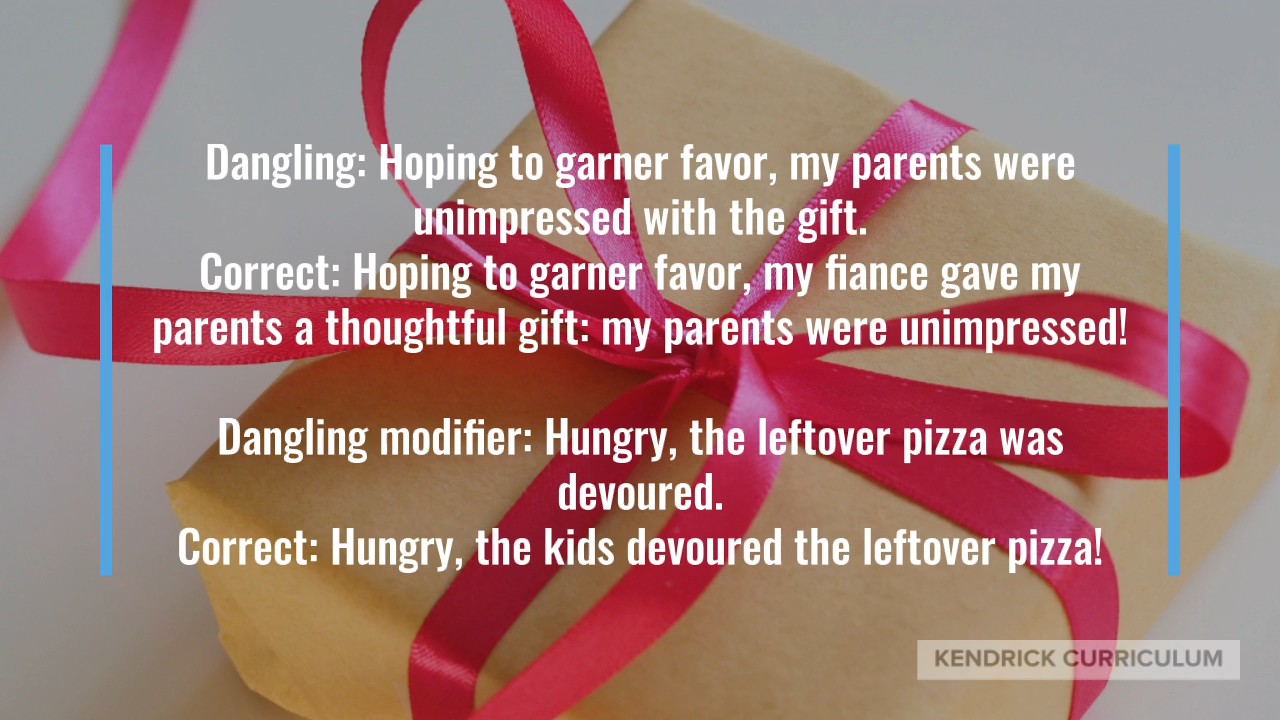 Dangling: Hoping to garner favor, my parents were
unimpressed with the gift.
Correct: Hoping to garner favor, my fiance gave my
parents a thoughtful gift: my parents were unimpressed!
Dangling modifier: Hungry, the leftover pizza was
devoured.
Correct: Hungry, the kids devoured the leftover pizza!
KENDRICK CURRICULUM